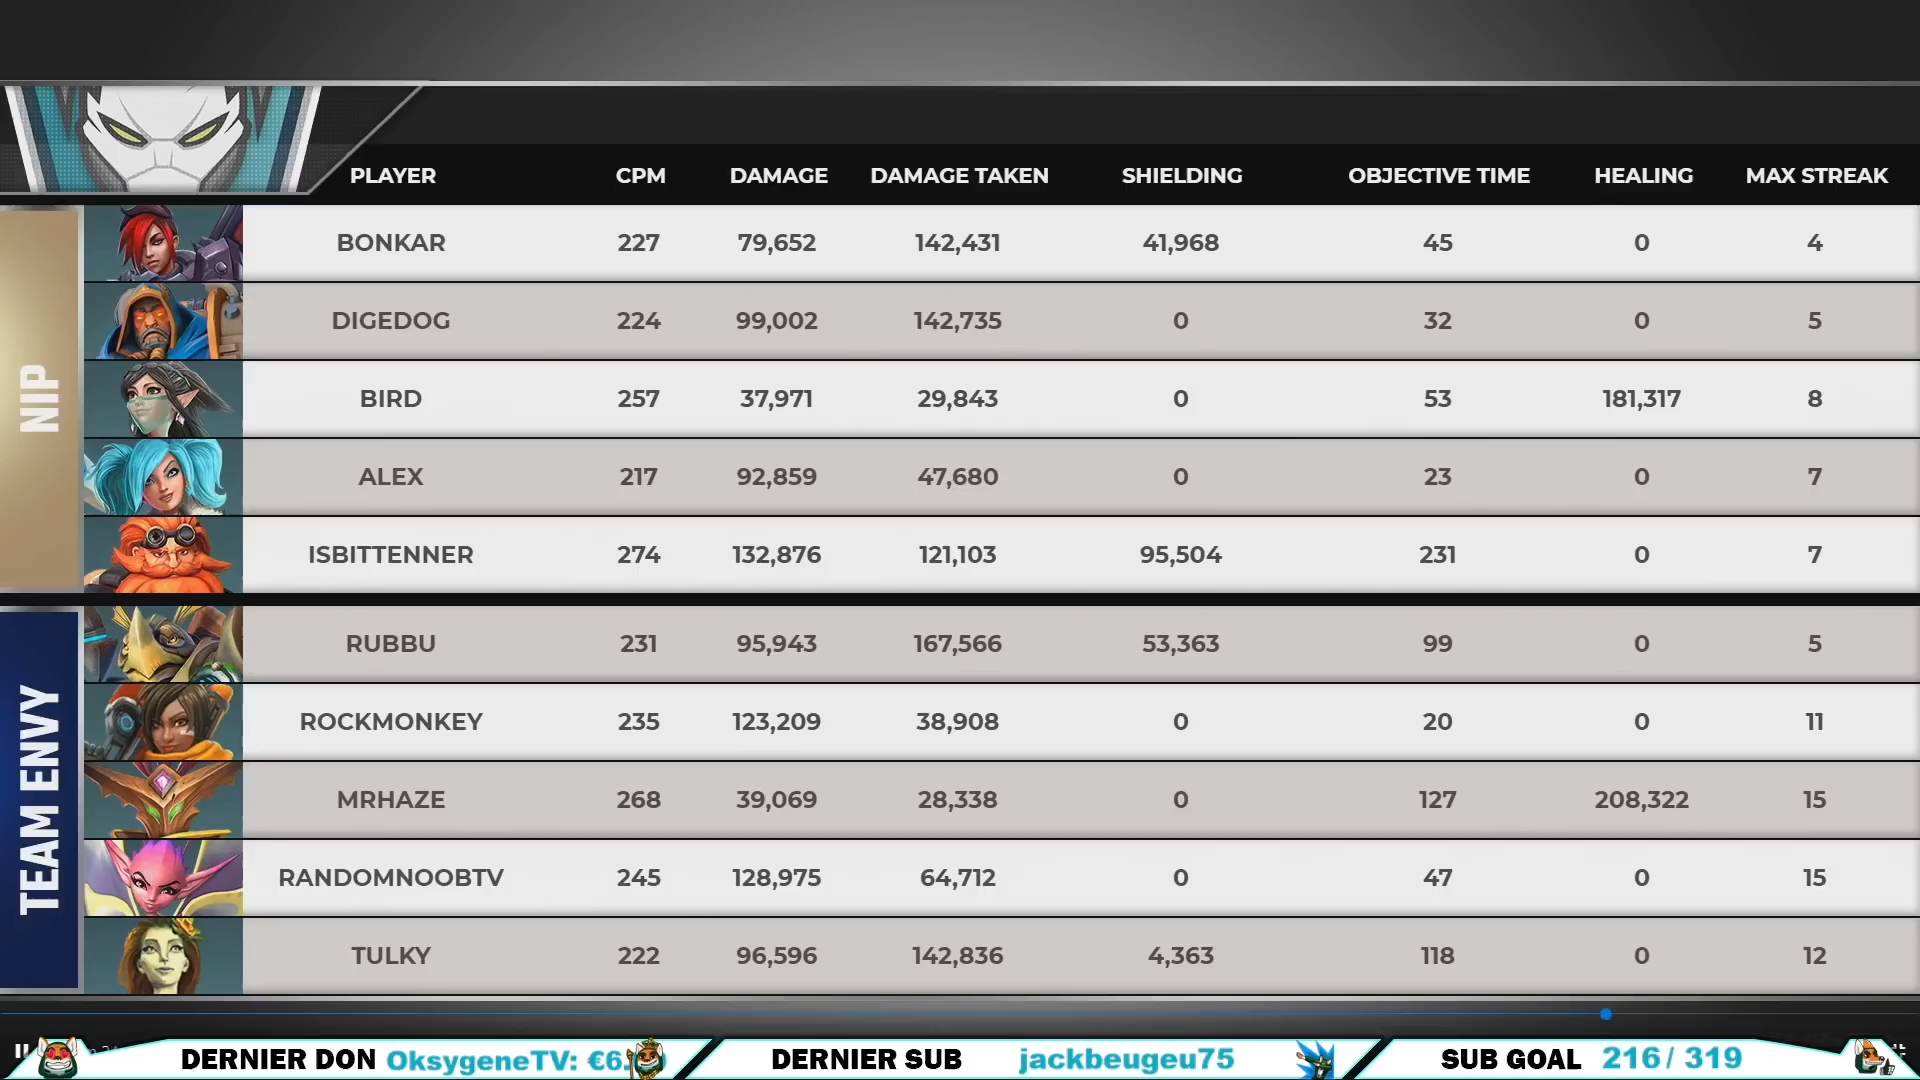 PLAYER CPM DAMAGE DAMAGE TAKEN SHIELDING OBJECTIVE TIME HEALING MAX STREAK
NIP
BONKAR 227 79,652 142,431 41,968 45 0 4
DIGEDOG 224 99,002 142,735 0 32 0 5
BIRD 257 37,971 29,843 0 53 181,317 8
ALEX 217 92,859 47,680 0 23 0 7
ISBITTENNER 274 132,876 121,103 95,504 231 0 7
TEAM ENVY
RUBBU 231 95,943 167,566 53,363 99 0 5
ROCKMONKEY 235 123,209 38,908 0 20 0 11
MRHAZE 268 39,069 28,338 0 127 208,322 15
RANDOMNOOBTV 245 128,975 64,712 0 47 0 15
TULKY 222 96,596 142,836 4,363 118 0 12
DERNIER DON OksygeneTV: DERNIER SUB jackbeugeu75 SUB GOAL 216 / 319